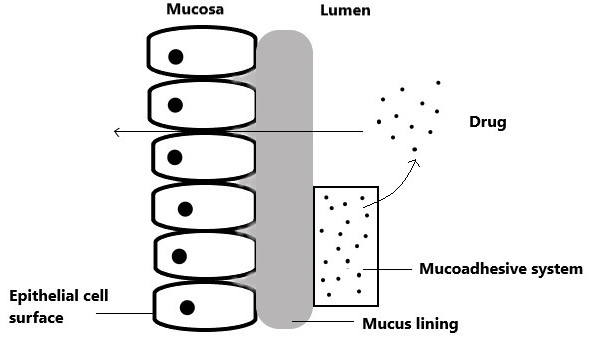 Mucosa
Lumen
Drug
Mucoadhesive system
Epithelial cell
surface
Mucus lining